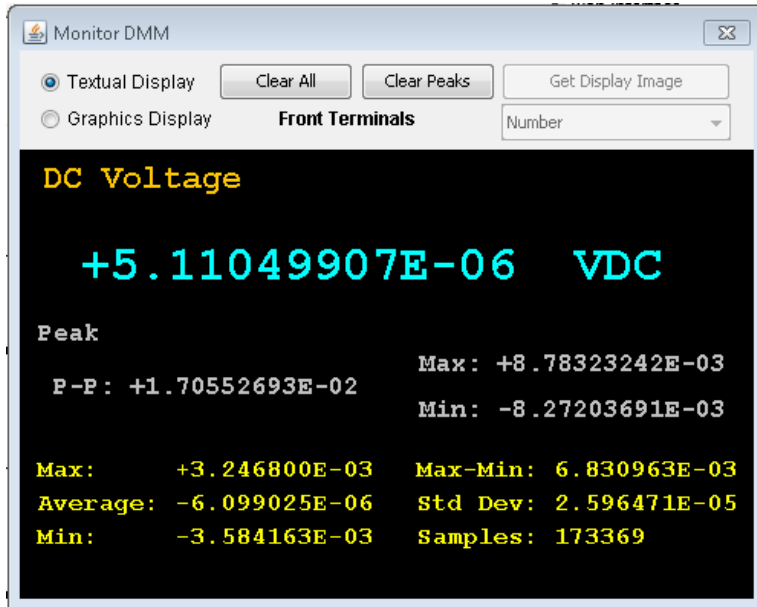 Monitor DMM
Textual Display Clear All Clear Peaks Get Display Image
Graphics Display Front Terminals Number
DC Voltage
+5.11049907E-06 VDC
Peak
Max: +8.78323242E-03
P-P: +1.70552693E-02
Min: -8.27203691E-03
Max: +3.246800E-03 Max-Min: 6.830963E-03
Average: -6.099025E-06 Std Dev: 2.596471E-05
Min: -3.584163E-03 Samples: 173369